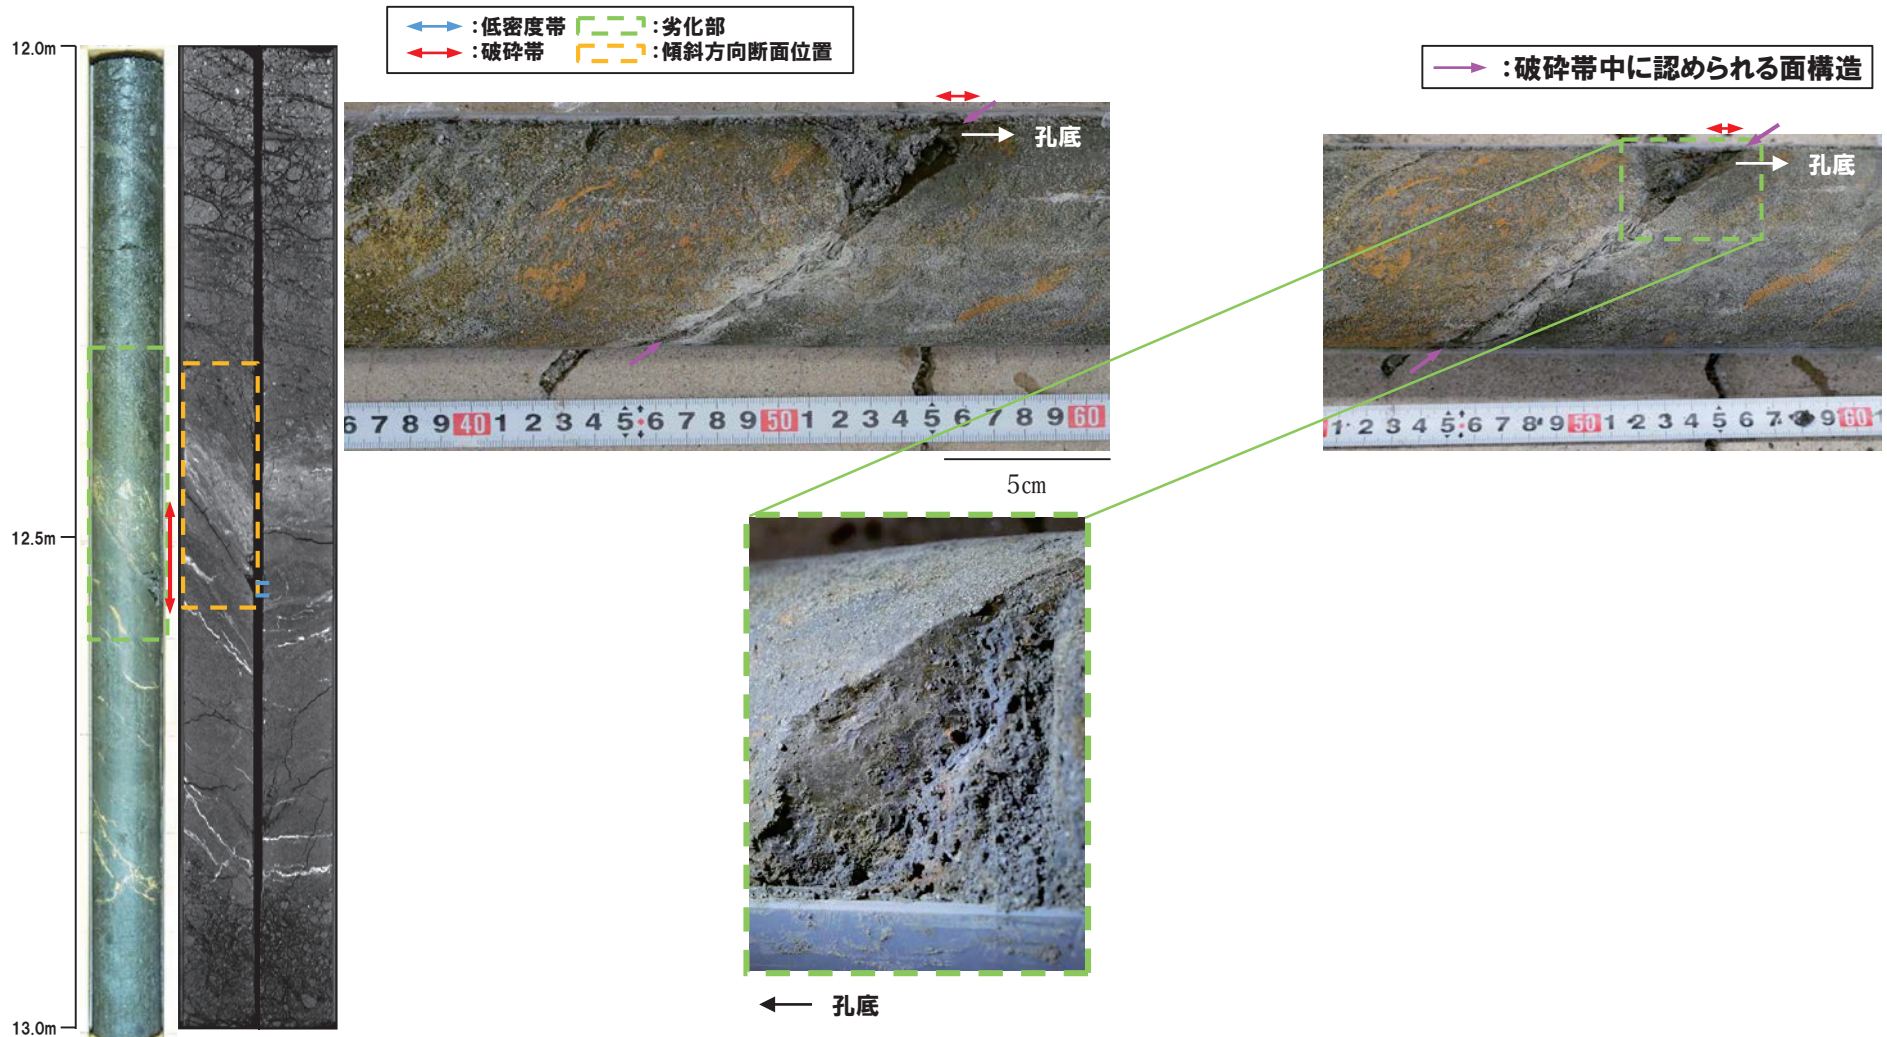 :低密度帯
:劣化部
:破砕帯
:傾斜方向断面位置
:破砕帯中に認められる面構造
12.0m
12.5m
13.0m
孔底
孔底
6 7 8 9 40 1 2 3 4 5 6 7 8 9 50 1 2 3 4 5 6 7 8 9 60
1 2 3 4 5 6 7 8 9 50 1 2 3 4 5 6 7 9 60 1
5cm
孔底